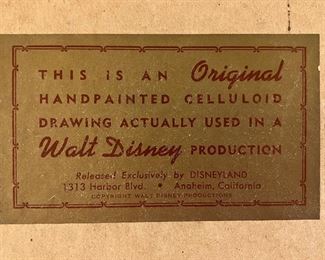 THIS IS AN Original
HANDPAINTED CELLULOID
DRAWING ACTUALLY USED IN A
Walt Disney PRODUCTION
Released Exclusively by DISNEYLAND
1313 Harbor Blvd. • Anaheim, California
COPYRIGHT WALT DISNEY PRODUCTIONS